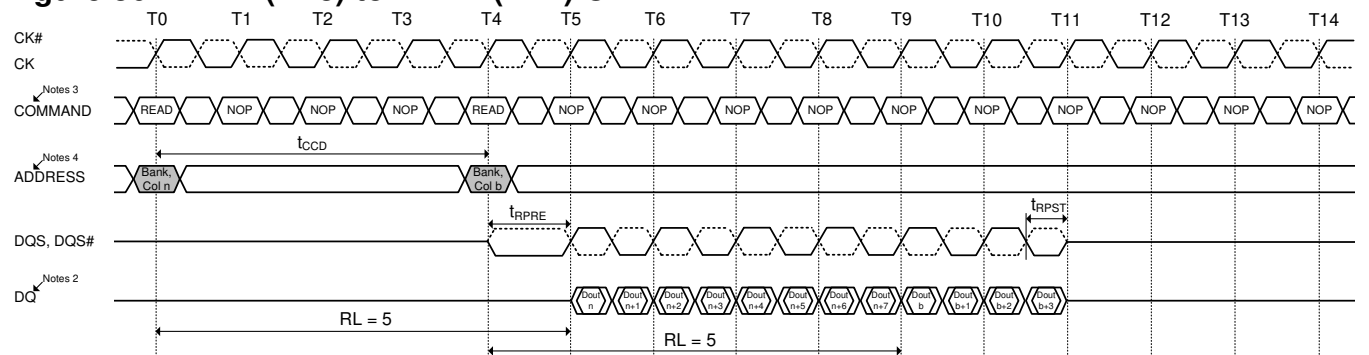 T0 T1 T2 T3 T4 T5 T6 T7 T8 T9 T10 T11 T12 T13 T14
CK#
CK
Notes 3
COMMAND READ NOP NOP NOP READ NOP NOP NOP NOP NOP NOP NOP NOP NOP NOP
tCCD
Notes 4
ADDRESS
Bank, Col n
Bank, Col b
tRPRE
tRPST
DQS, DQS#
Notes 2
DQ
Dout n Dout n+1 Dout n+2 Dout n+3 Dout n+4 Dout n+5 Dout n+6 Dout n+7 Dout b Dout b+1 Dout b+2 Dout b+3
RL = 5
RL = 5